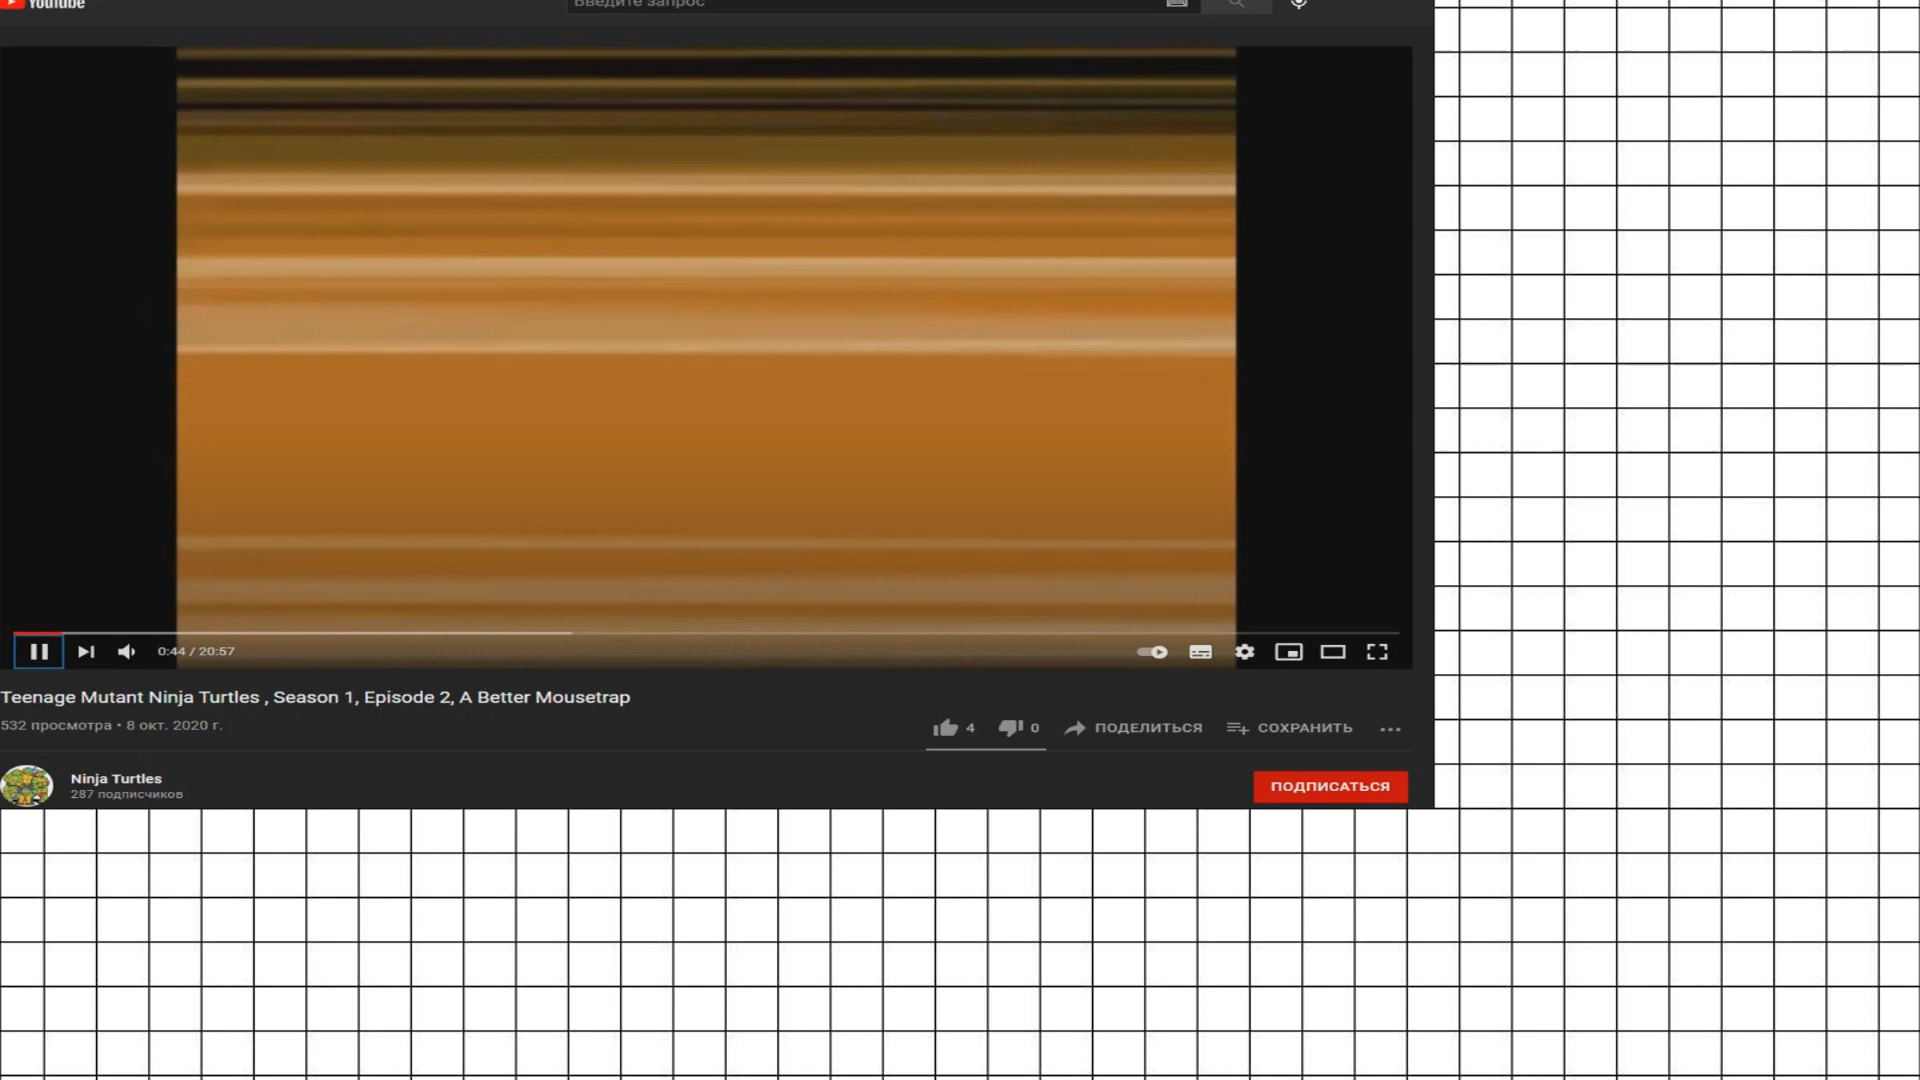 YouTube
Введите запрос
0:44 / 20:57
Teenage Mutant Ninja Turtles , Season 1, Episode 2, A Better Mousetrap
532 просмотра • 8 окт. 2020 г.
4 0 ПОДЕЛИТЬСЯ СОХРАНИТЬ
Ninja Turtles
287 подписчиков
ПОДПИСАТЬСЯ